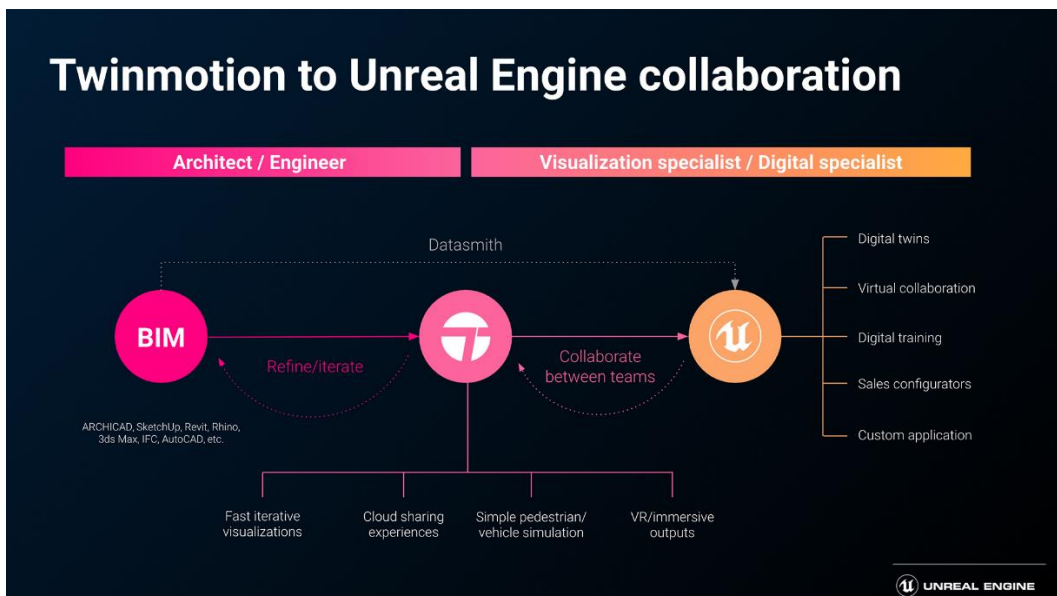 Twinmotion to Unreal Engine collaboration
Architect / Engineer
Visualization specialist / Digital specialist
Datasmith
BIM
Refine/iterate
Collaborate
between teams
ARCHICAD, SketchUp, Revit, Rhino,
3ds Max, IFC, AutoCAD, etc.
Digital twins
Virtual collaboration
Digital training
Sales configurators
Custom application
Fast iterative
visualizations
Cloud sharing
experiences
Simple pedestrian/
vehicle simulation
VR/immersive
outputs
UNREAL ENGINE